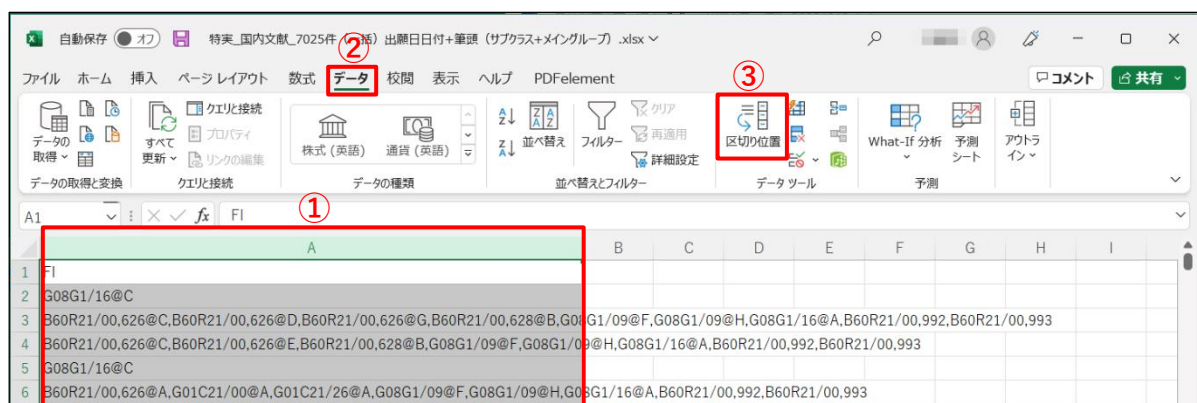 自動保存 オフ 特実_国内文献_7025件 括）出願日日付+筆頭（サブクラス+メイングループ）.xlsx
②
ファイル ホーム 挿入 ページ レイアウト 数式 データ 校閲 表示 ヘルプ PDFelement コメント 共有
③
データの取得 すべて更新 クエリと接続 プロパティ リンクの編集 株式 (英語) 通貨 (英語) 並べ替え フィルター クリア 再適用 詳細設定 区切り位置 What-If 分析 予測シート アウトライン
データの取得と変換 クエリと接続 データの種類 並べ替えとフィルター データ ツール 予測
A1 fx FI
①
A B C D E F G H I
1 FI
2 G08G1/16@C
3 B60R21/00,626@C,B60R21/00,626@D,B60R21/00,626@G,B60R21/00,628@B,G08G1/09@F,G08G1/09@H,G08G1/16@A,B60R21/00,992,B60R21/00,993
4 B60R21/00,626@C,B60R21/00,626@E,B60R21/00,628@B,G08G1/09@F,G08G1/09@H,G08G1/16@A,B60R21/00,992,B60R21/00,993
5 G08G1/16@C
6 B60R21/00,626@A,G01C21/00@A,G01C21/26@A,G08G1/09@F,G08G1/09@H,G08G1/16@A,B60R21/00,992,B60R21/00,993